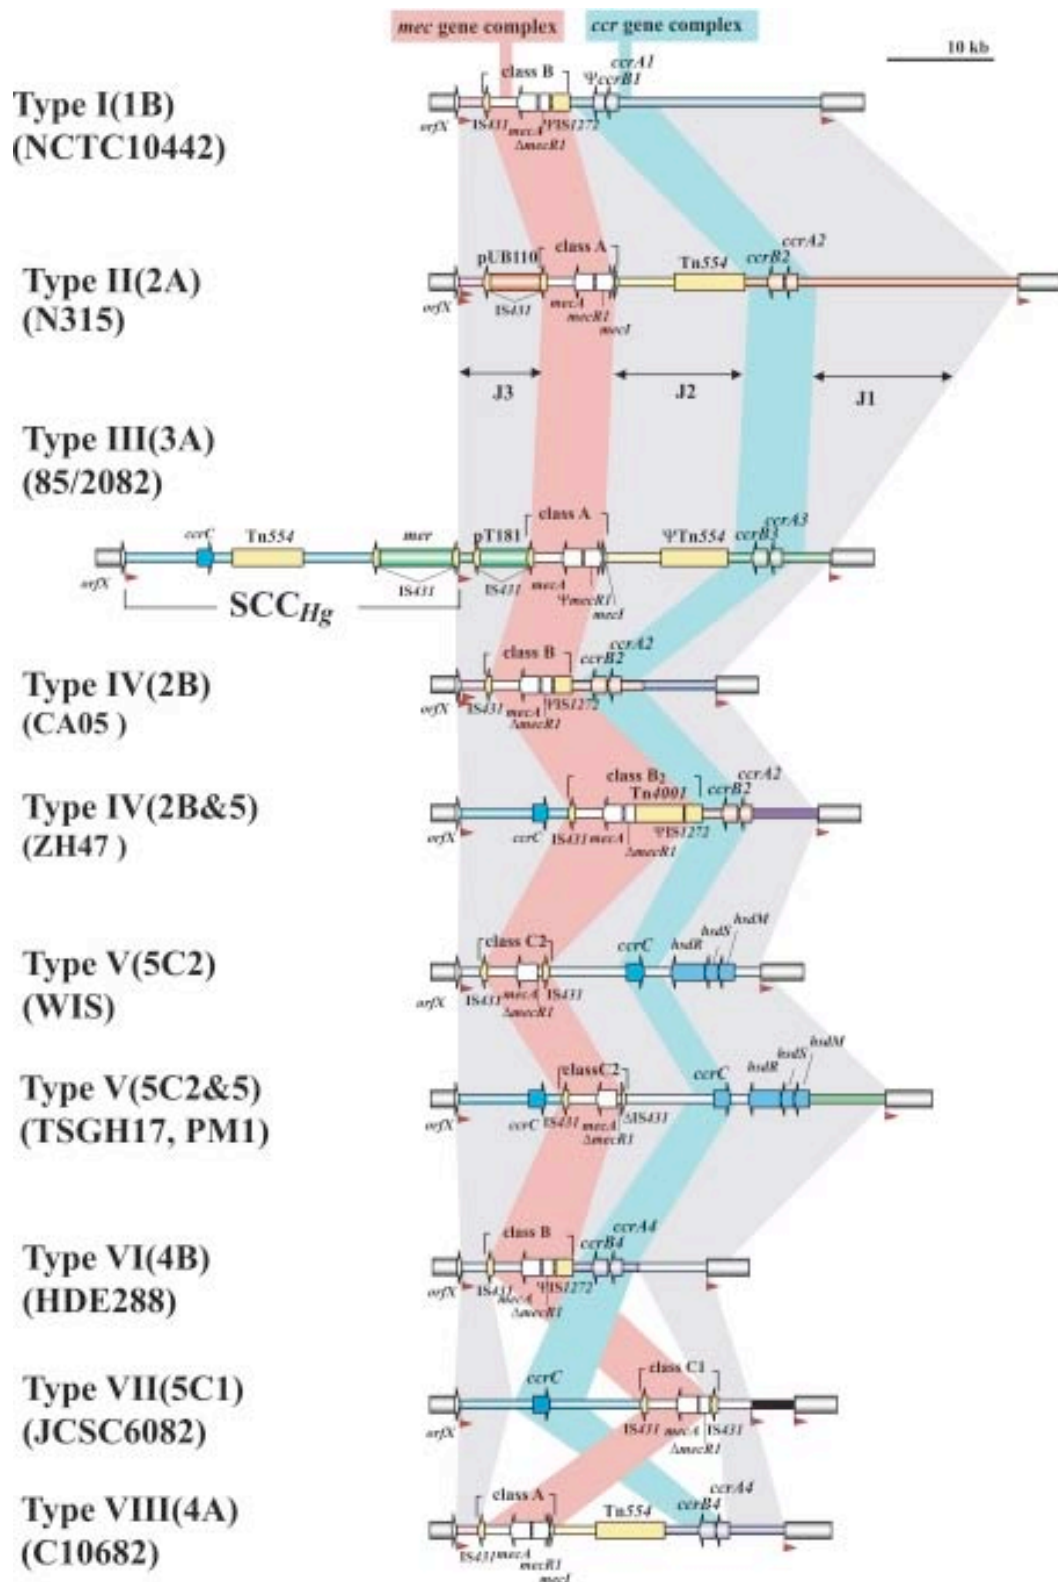 mec gene complex
ccr gene complex
10 kb
Type I(1B)
(NCTC10442)
class B
ΨccrB1
ccrA1
orfX
IS431
mecA
ΔmecR1
ΨIS1272
Type II(2A)
(N315)
pUB110
class A
Tn554
ccrB2
ccrA2
orfX
IS431
mecA
mecR1
mecI
J3
J2
J1
Type III(3A)
(85/2082)
ccrC
Tn554
mer
pT181
class A
ΨTn554
ccrB3
ccrA3
orfX
IS431
IS431
mecA
ΨmecR1
mecI
SCCHg
Type IV(2B)
(CA05 )
class B
ccrB2
ccrA2
orfX
IS431
mecA
ΔmecR1
ΨIS1272
Type IV(2B&5)
(ZH47 )
class B2
Tn4001
ccrB2
ccrA2
orfX
ccrC
IS431
mecA
ΔmecR1
ΨIS1272
Type V(5C2)
(WIS)
class C2
ccrC
hsdR
hsdS
hsdM
orfX
IS431
mecA
ΔmecR1
IS431
Type V(5C2&5)
(TSGH17, PM1)
classC2
ccrC
hsdR
hsdS
hsdM
orfX
ccrC
IS431
mecA
ΔmecR1
ΔIS431
Type VI(4B)
(HDE288)
class B
ccrB4
ccrA4
orfX
IS431
mecA
ΔmecR1
ΨIS1272
Type VII(5C1)
(JCSC6082)
ccrC
class C1
orfX
IS431
mecA
ΔmecR1
IS431
Type VIII(4A)
(C10682)
class A
Tn554
ccrB4
ccrA4
orfX
IS431
mecA
mecR1
mecI